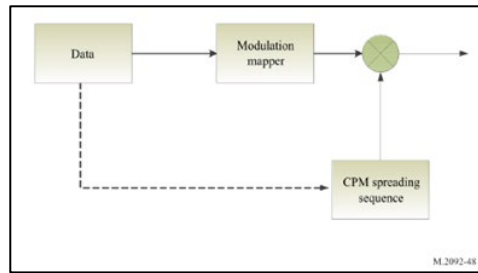 Data
Modulation
mapper
CPM spreading
sequence
M.2092-48